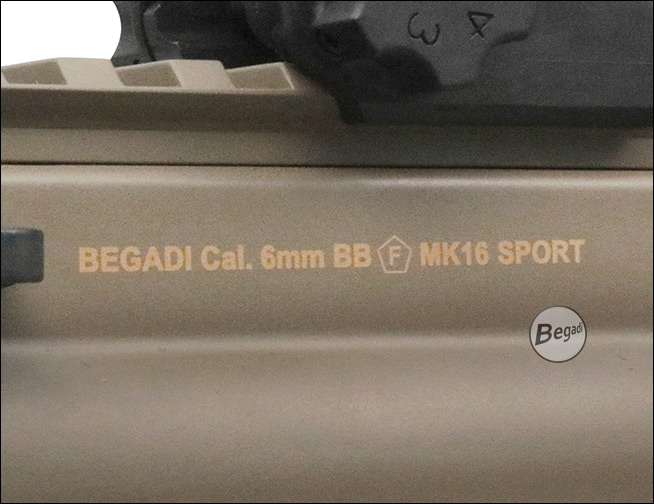 4
3
BEGADI Cal. 6mm BB F MK16 SPORT
Begadi